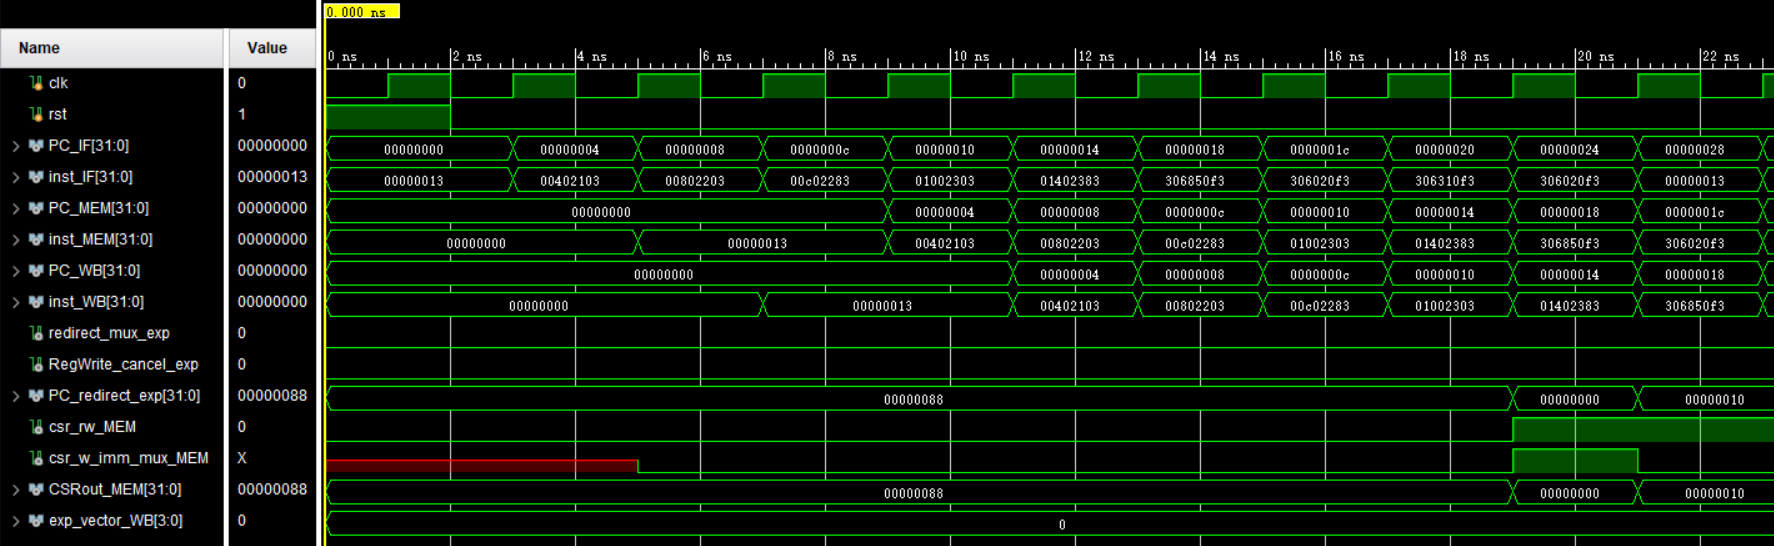 0.000 ns
Name Value 0 ns 2 ns 4 ns 6 ns 8 ns 10 ns 12 ns 14 ns 16 ns 18 ns 20 ns 22 ns
clk 0
rst 1
PC_IF[31:0] 00000000 00000000 00000004 00000008 0000000c 00000010 00000014 00000018 0000001c 00000020 00000024 00000028
inst_IF[31:0] 00000013 00000013 00402103 00802203 00c02283 01002303 01402383 306850f3 306020f3 306310f3 306020f3 00000013
PC_MEM[31:0] 00000000 00000000 00000004 00000008 0000000c 00000010 00000014 00000018 0000001c
inst_MEM[31:0] 00000000 00000000 00000013 00402103 00802203 00c02283 01002303 01402383 306850f3 306020f3
PC_WB[31:0] 00000000 00000000 00000004 00000008 0000000c 00000010 00000014 00000018
inst_WB[31:0] 00000000 00000000 00000013 00402103 00802203 00c02283 01002303 01402383 306850f3
redirect_mux_exp 0
RegWrite_cancel_exp 0
PC_redirect_exp[31:0] 00000088 00000088 00000000 00000010
csr_rw_MEM 0
csr_w_imm_mux_MEM X
CSRout_MEM[31:0] 00000088 00000088 00000000 00000010
exp_vector_WB[3:0] 0 0